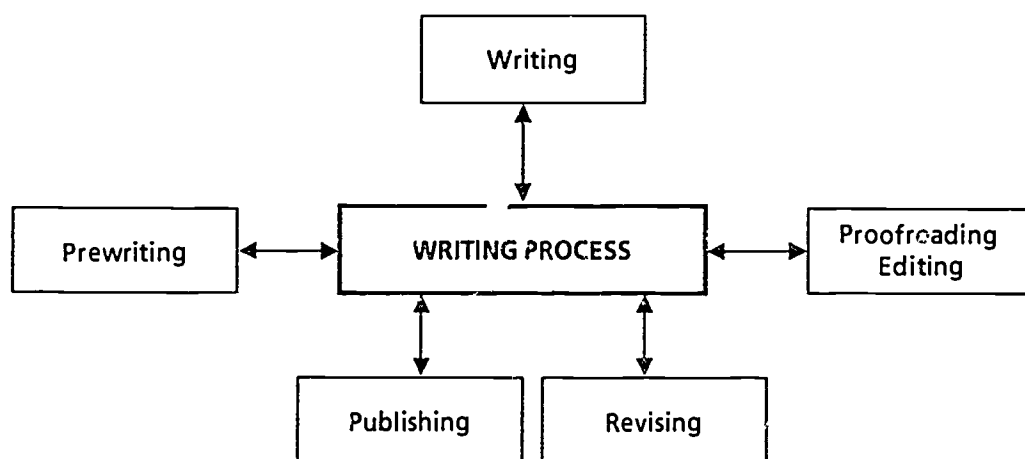 Writing
Prewriting
WRITING PROCESS
Proofreading
Editing
Publishing
Revising